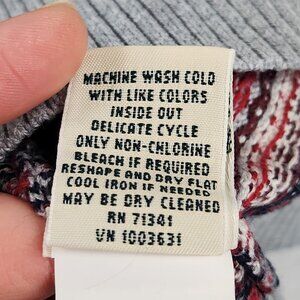 MACHINE WASH COLD
WITH LIKE COLORS
INSIDE OUT
DELICATE CYCLE
ONLY NON-CHLORINE
BLEACH IF REQUIRED
RESHAPE AND DRY FLAT
COOL IRON IF NEEDED
MAY BE DRY CLEANED
RN 71341
VN 1003631